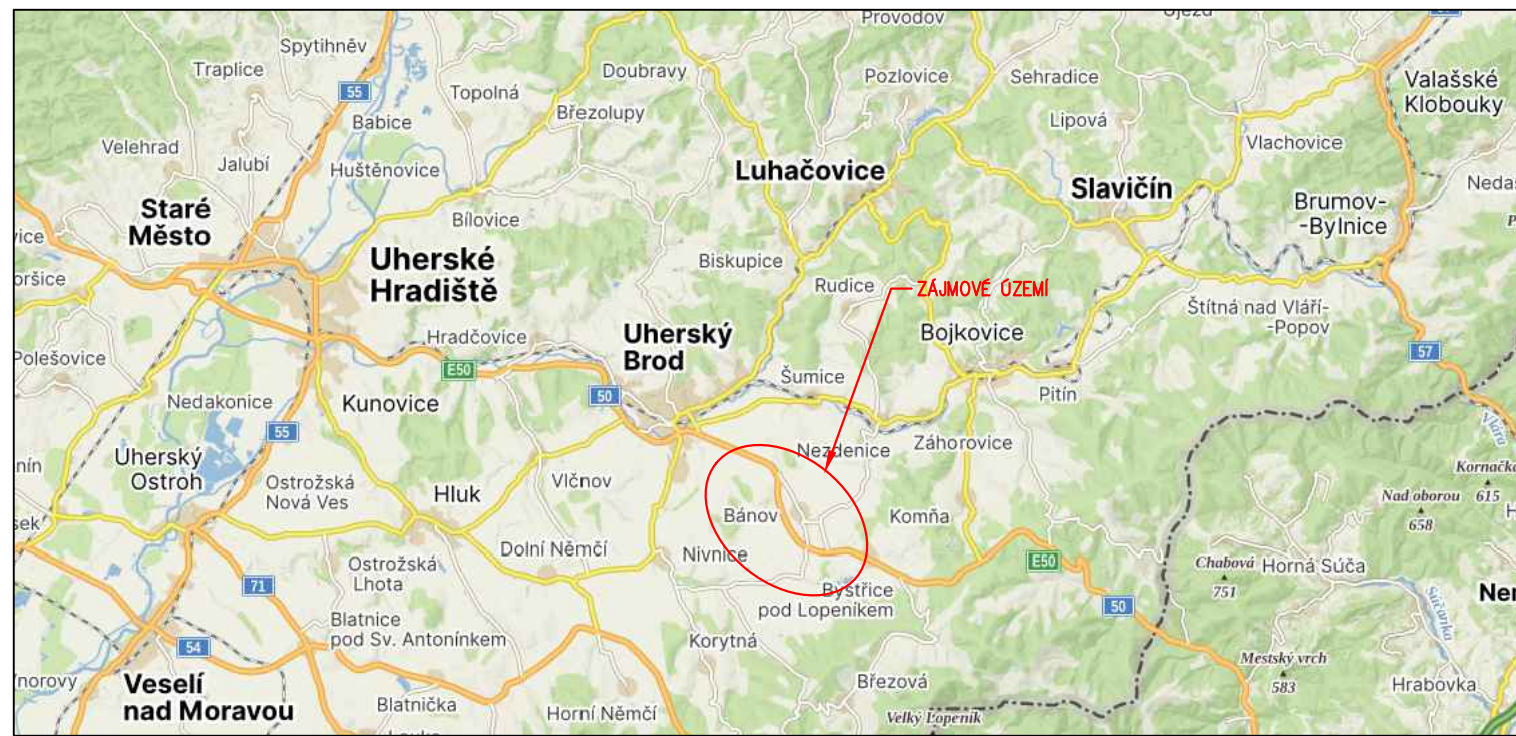 Provodov
Újezd
Spytihněv
Traplice
Doubravy
Pozlovice
Sehradice
Valašské
Klobouky
55
Topolná
Babice
Březolupy
Lipová
Velehrad
Jalubí
Huštěnovice
Vlachovice
Luhačovice
Slavičín
Staré
Město
Bílovice
Brumov-
-Bylnice
Uherské
Hradiště
Biskupice
Rudice
ZÁJMOVÉ ÚZEMÍ
Štítná nad Vláří-
-Popov
Polešovice
Hradčovice
Uherský
Brod
Bojkovice
57
E50
Šumice
Nedakonice
Kunovice
50
Pitín
55
Nezdenice
Záhorovice
Vlára
Uherský
Ostroh
Ostrožská
Nová Ves
Hluk
Vlčnov
Kornačka
615
Nad oborou
658
Bánov
Komňa
Dolní Němčí
Nivnice
Ostrožská
Lhota
E50
Chabová
751
Horná Súča
71
Bystřice
pod Lopeníkem
50
Súčanka
Blatnice
pod Sv. Antonínkem
54
Korytná
Mestský vrch
583
Veselí
nad Moravou
Březová
Hrabovka
Blatnička
Horní Němčí
Velký Lopeník